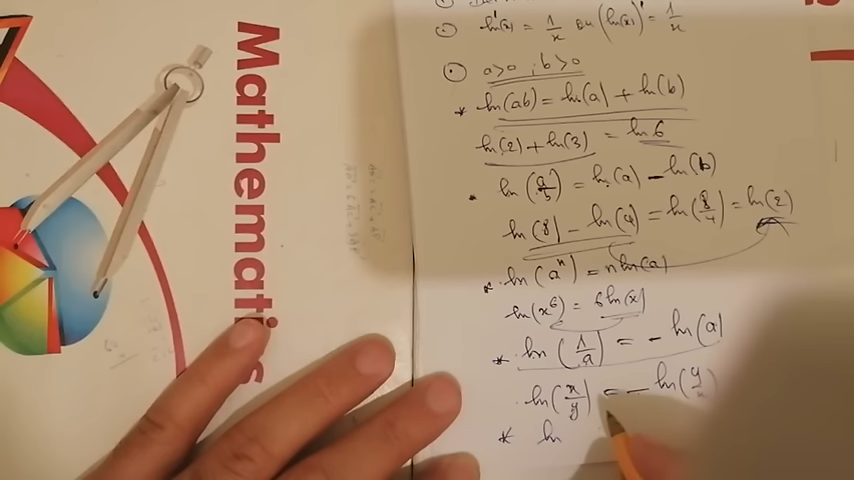 Mathematics
ln'(x) = 1/x ou (ln(x))' = 1/x
a>0 ; b>0
* ln(ab) = ln(a) + ln(b)
ln(2) + ln(3) = ln 6
* ln(a/b) = ln(a) - ln(b)
ln(8) - ln(4) = ln(8/4) = ln(2)
* ln(aⁿ) = n ln(a)
ln(x⁶) = 6 ln(x)
* ln(1/a) = - ln(a)
ln(x/y) = - ln(y/x)
* ln